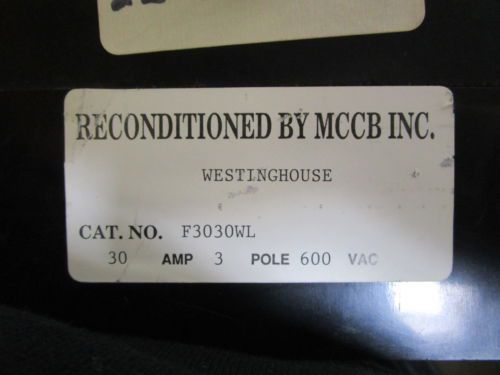 RECONDITIONED BY MCCB INC.
WESTINGHOUSE
CAT. NO. F3030WL
30 AMP 3 POLE 600 VAC